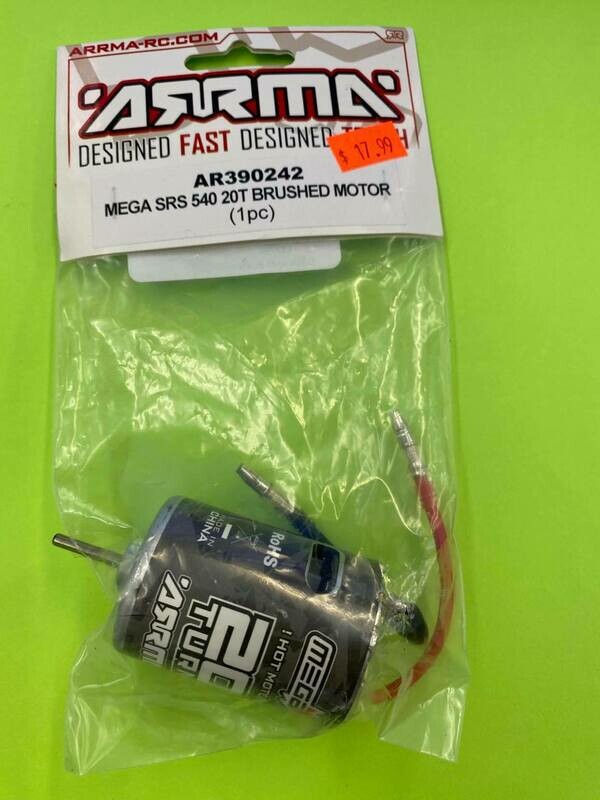 ARRMA-RC.COM
ARRMA
DESIGNED FAST DESIGNED
$ 17.99
AR390242
MEGA SRS 540 20T BRUSHED MOTOR
(1pc)
MADE IN
CHINA
RoHS
ARRMA
20
TURN
! HOT
MEGA